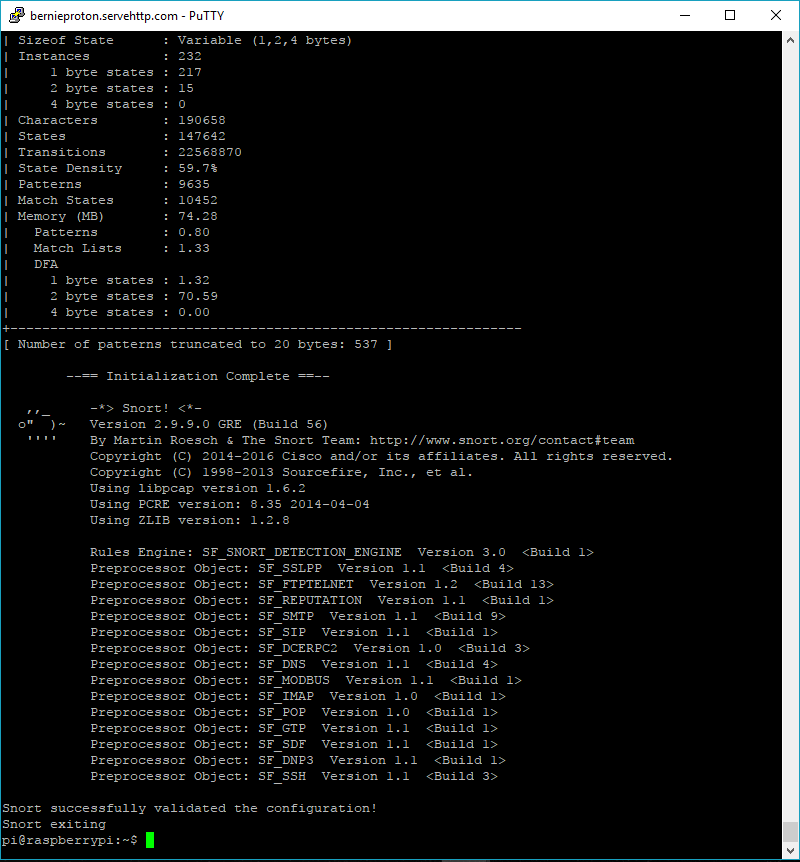 bernieproton.servehttp.com - PuTTY
| Sizeof State      : Variable (1,2,4 bytes)
| Instances         : 232
|     1 byte states : 217
|     2 byte states : 15
|     4 byte states : 0
| Characters        : 190658
| States            : 147642
| Transitions       : 22568870
| State Density     : 59.7%
| Patterns          : 9635
| Match States      : 10452
| Memory (MB)       : 74.28
|   Patterns        : 0.80
|   Match Lists     : 1.33
|   DFA
|     1 byte states : 1.32
|     2 byte states : 70.59
|     4 byte states : 0.00
+----------------------------------------------------------------
[ Number of patterns truncated to 20 bytes: 537 ]
        --== Initialization Complete ==--
   ,,_     -*> Snort! <*-
  o"  )~   Version 2.9.9.0 GRE (Build 56)
   ''''    By Martin Roesch & The Snort Team: http://www.snort.org/contact#team
           Copyright (C) 2014-2016 Cisco and/or its affiliates. All rights reserved.
           Copyright (C) 1998-2013 Sourcefire, Inc., et al.
           Using libpcap version 1.6.2
           Using PCRE version: 8.35 2014-04-04
           Using ZLIB version: 1.2.8
           Rules Engine: SF_SNORT_DETECTION_ENGINE  Version 3.0  <Build 1>
           Preprocessor Object: SF_SSLPP  Version 1.1  <Build 4>
           Preprocessor Object: SF_FTPTELNET  Version 1.2  <Build 13>
           Preprocessor Object: SF_REPUTATION  Version 1.1  <Build 1>
           Preprocessor Object: SF_SMTP  Version 1.1  <Build 9>
           Preprocessor Object: SF_SIP  Version 1.1  <Build 1>
           Preprocessor Object: SF_DCERPC2  Version 1.0  <Build 3>
           Preprocessor Object: SF_DNS  Version 1.1  <Build 4>
           Preprocessor Object: SF_MODBUS  Version 1.1  <Build 1>
           Preprocessor Object: SF_IMAP  Version 1.0  <Build 1>
           Preprocessor Object: SF_POP  Version 1.0  <Build 1>
           Preprocessor Object: SF_GTP  Version 1.1  <Build 1>
           Preprocessor Object: SF_SDF  Version 1.1  <Build 1>
           Preprocessor Object: SF_DNP3  Version 1.1  <Build 1>
           Preprocessor Object: SF_SSH  Version 1.1  <Build 3>
Snort successfully validated the configuration!
Snort exiting
pi@raspberrypi:~$